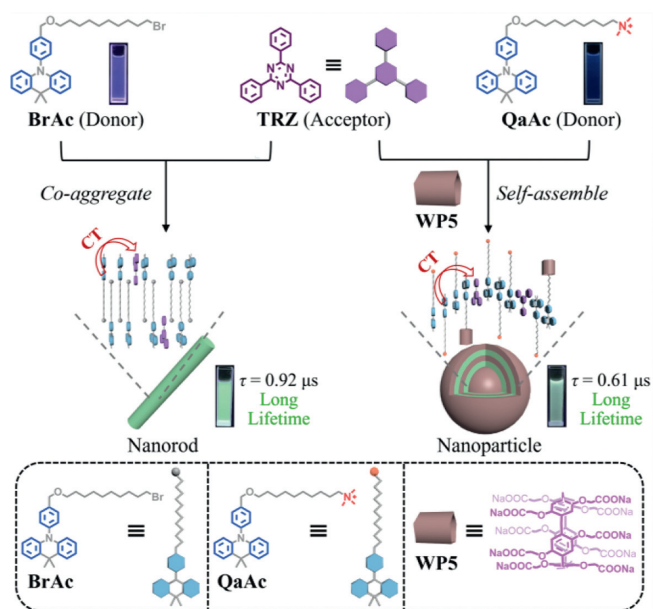 O
Br
N
BrAc (Donor)
N
N
N
TRZ (Acceptor)
O
N
N
QaAc (Donor)
Co-aggregate
WP5
Self-assemble
CT
CT
τ = 0.92 μs
Long
Lifetime
Nanorod
τ = 0.61 μs
Long
Lifetime
Nanoparticle
O
Br
N
BrAc
O
N
N
QaAc
WP5
NaOOC
COONa
NaOOC
COONa
NaOOC
COONa
NaOOC
COONa
NaOOC
COONa